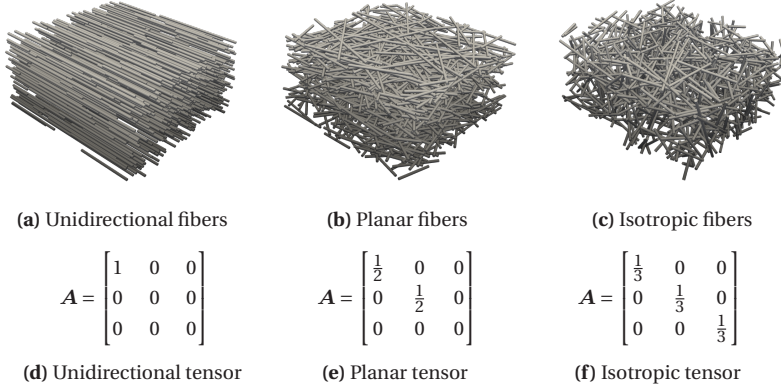 (a) Unidirectional fibers (b) Planar fibers (c) Isotropic fibers
A = [1 0 0; 0 0 0; 0 0 0] A = [1/2 0 0; 0 1/2 0; 0 0 0] A = [1/3 0 0; 0 1/3 0; 0 0 1/3]
(d) Unidirectional tensor (e) Planar tensor (f) Isotropic tensor